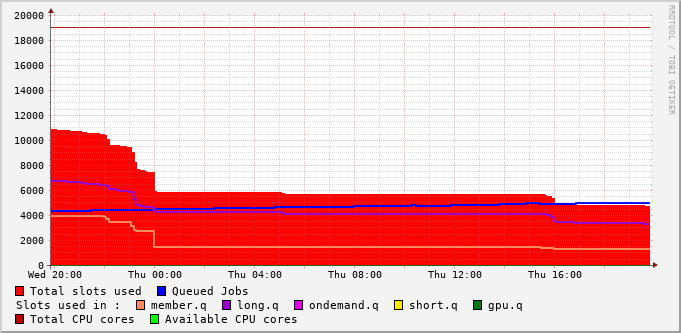 RRDTOOL / TOBI OETIKER
20000
18000
16000
14000
12000
10000
8000
6000
4000
2000
0
Wed 20:00 Thu 00:00 Thu 04:00 Thu 08:00 Thu 12:00 Thu 16:00
Total slots used Queued Jobs
Slots used in : member.q long.q ondemand.q short.q gpu.q
Total CPU cores Available CPU cores